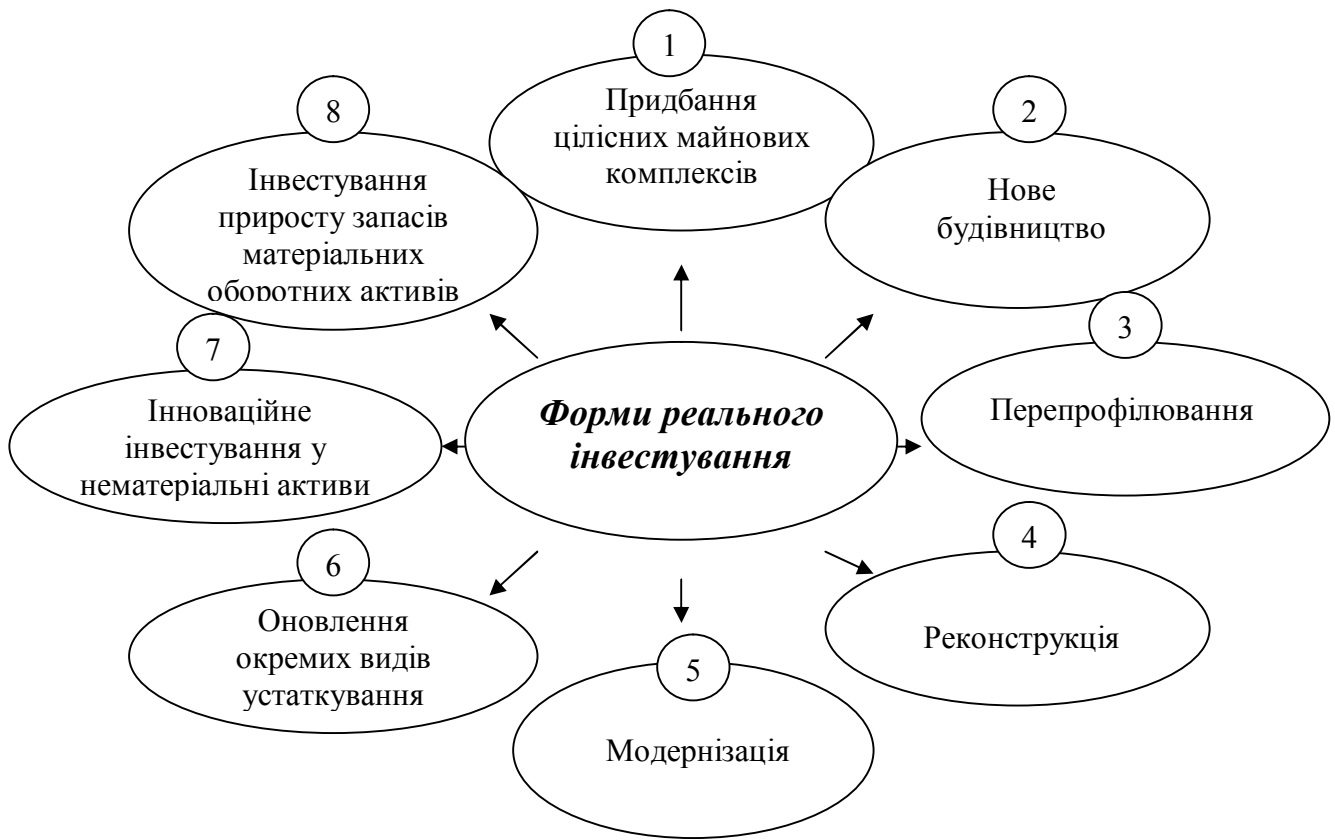 1
Придбання
цілісних майнових
комплексів
2
Нове
будівництво
3
Перепрофілювання
4
Реконструкція
5
Модернізація
6
Оновлення
окремих видів
устаткування
7
Інноваційне
інвестування у
нематеріальні активи
8
Інвестування
приросту запасів
матеріальних
оборотних активів
Форми реального
інвестування